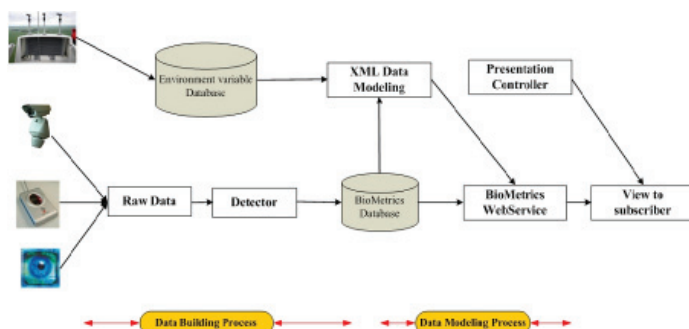 Environment variable
Database
XML Data
Modeling
Presentation
Controller
Raw Data
Detector
BioMetrics
Database
BioMetrics
WebService
View to
subscriber
Data Building Process
Data Modeling Process